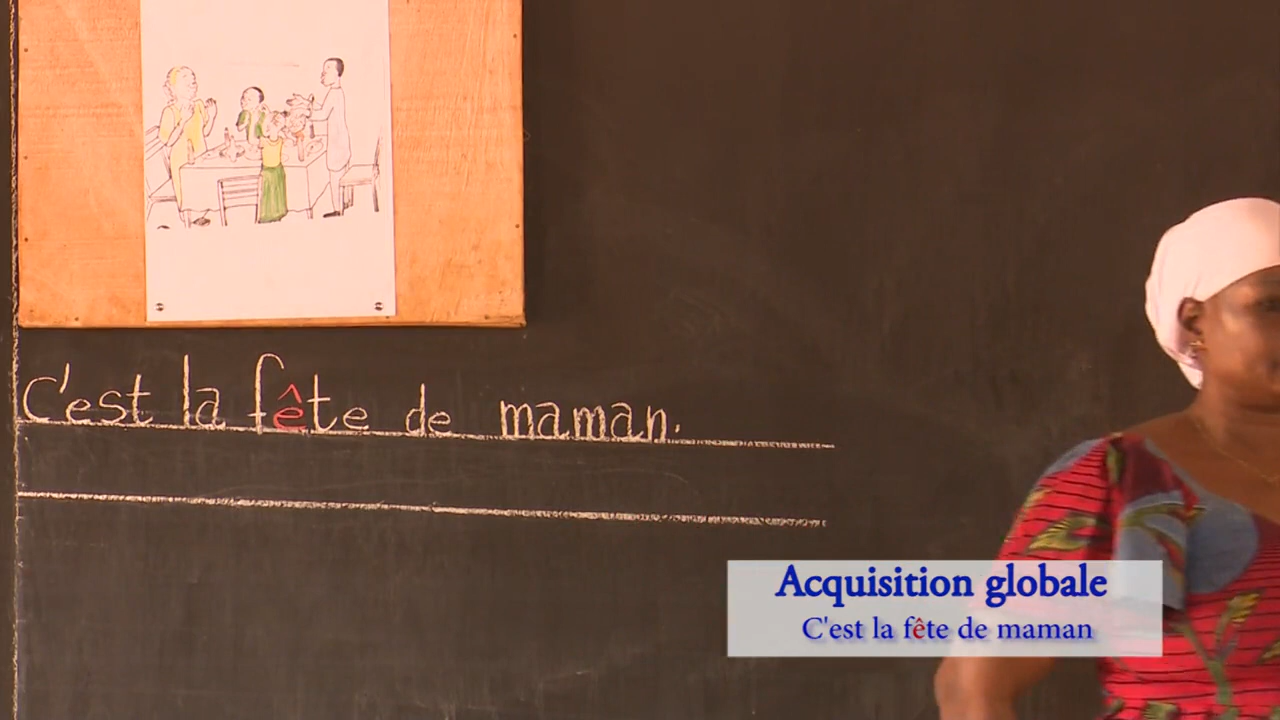 C'est la fête de maman.
Acquisition globale
C'est la fête de maman